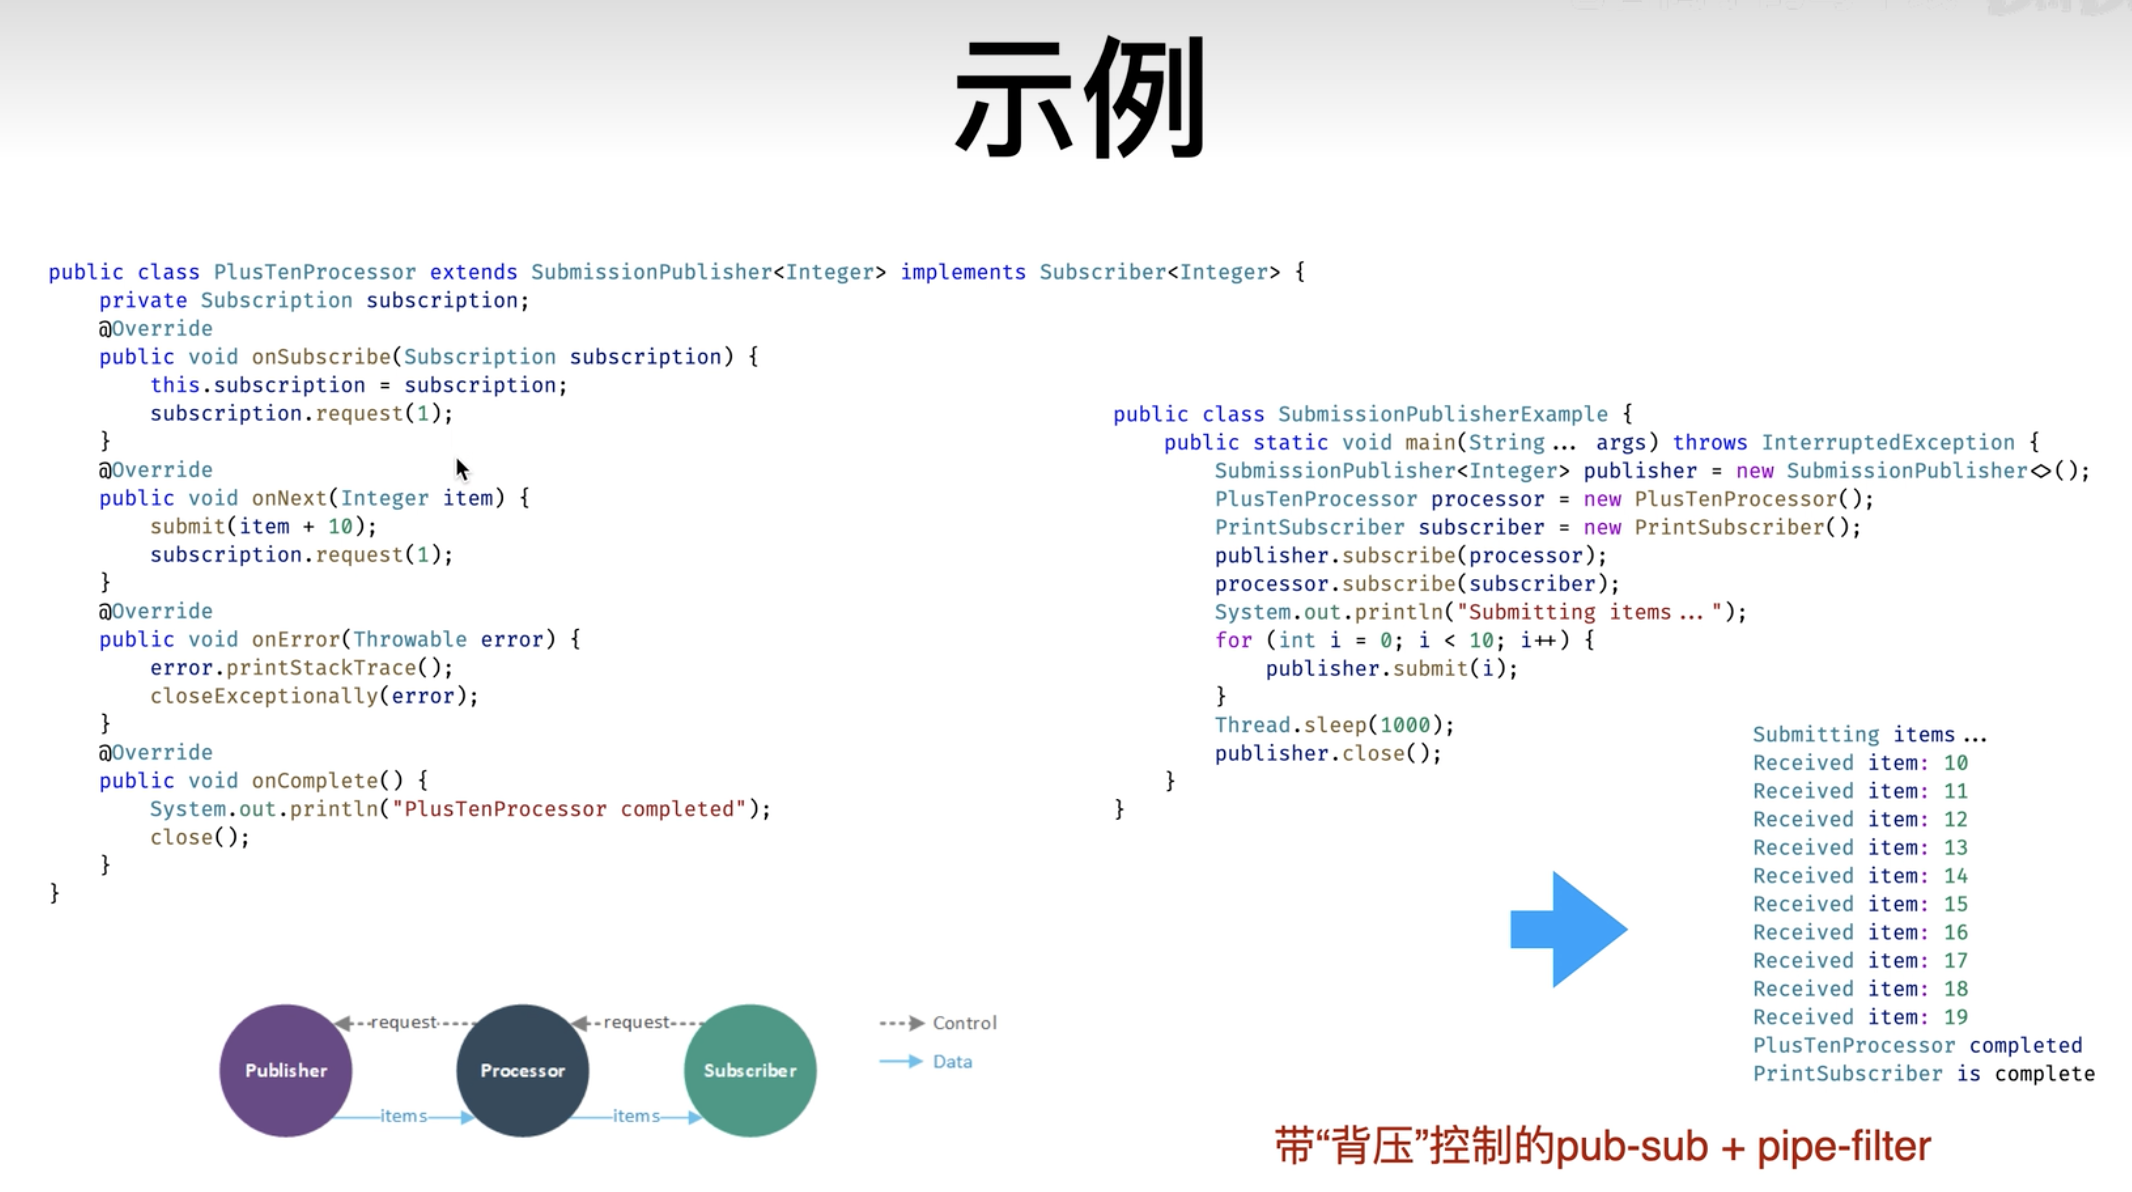 示例
public class PlusTenProcessor extends SubmissionPublisher<Integer> implements Subscriber<Integer> {
private Subscription subscription;
@Override
public void onSubscribe(Subscription subscription) {
this.subscription = subscription;
subscription.request(1);
}
@Override
public void onNext(Integer item) {
submit(item + 10);
subscription.request(1);
}
@Override
public void onError(Throwable error) {
error.printStackTrace();
closeExceptionally(error);
}
@Override
public void onComplete() {
System.out.println("PlusTenProcessor completed");
close();
}
}
public class SubmissionPublisherExample {
public static void main(String... args) throws InterruptedException {
SubmissionPublisher<Integer> publisher = new SubmissionPublisher<>();
PlusTenProcessor processor = new PlusTenProcessor();
PrintSubscriber subscriber = new PrintSubscriber();
publisher.subscribe(processor);
processor.subscribe(subscriber);
System.out.println("Submitting items...");
for (int i = 0; i < 10; i++) {
publisher.submit(i);
}
Thread.sleep(1000);
publisher.close();
}
}
Submitting items...
Received item: 10
Received item: 11
Received item: 12
Received item: 13
Received item: 14
Received item: 15
Received item: 16
Received item: 17
Received item: 18
Received item: 19
PlusTenProcessor completed
PrintSubscriber is complete
request
request
Control
Publisher
Processor
Subscriber
Data
items
items
带“背压”控制的pub-sub + pipe-filter